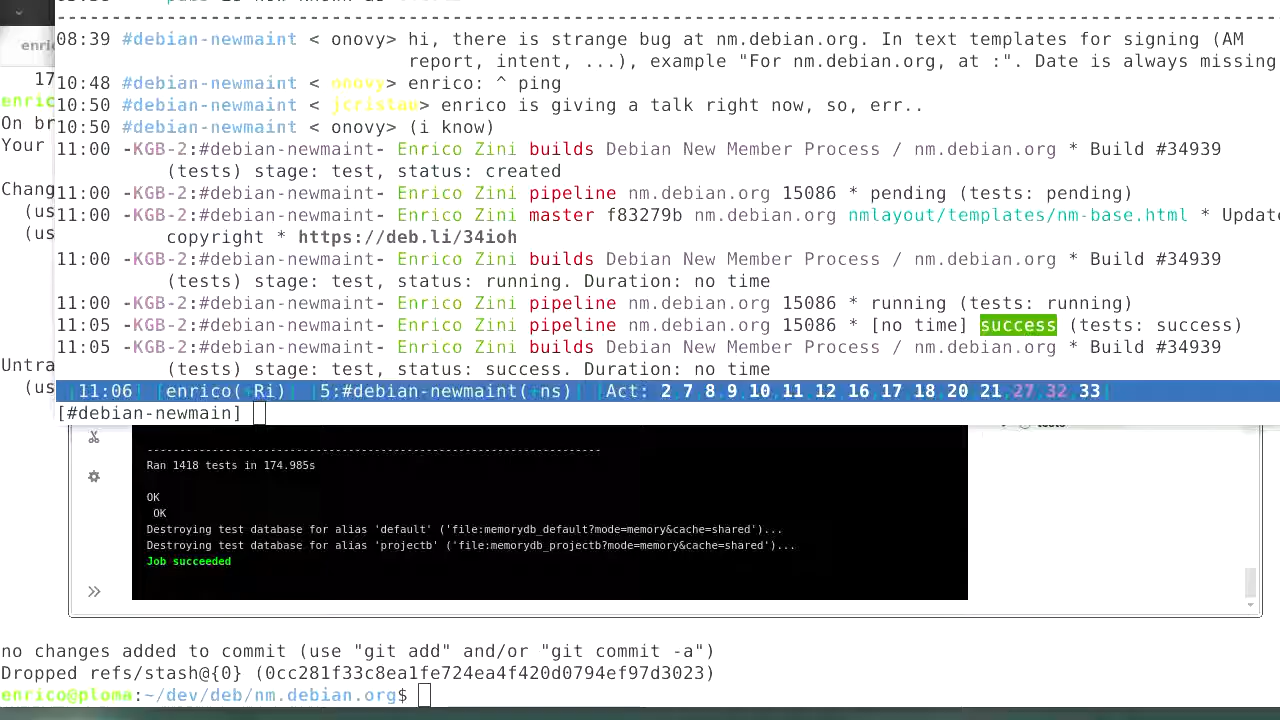 -----------------------------------------------------------------------------------------------------------------
enric
08:39 #debian-newmaint < onovy> hi, there is strange bug at nm.debian.org. In text templates for signing (AM
report, intent, ...), example "For nm.debian.org, at :". Date is always missing
17
10:48 #debian-newmaint < onovy> enrico: ^ ping
enric
10:50 #debian-newmaint < jcristau> enrico is giving a talk right now, so, err..
On br
10:50 #debian-newmaint < onovy> (i know)
Your
11:00 -KGB-2:#debian-newmaint- Enrico Zini builds Debian New Member Process / nm.debian.org * Build #34939
(tests) stage: test, status: created
Chang
11:00 -KGB-2:#debian-newmaint- Enrico Zini pipeline nm.debian.org 15086 * pending (tests: pending)
(us
11:00 -KGB-2:#debian-newmaint- Enrico Zini master f83279b nm.debian.org nmlayout/templates/nm-base.html * Update
(us
copyright * https://deb.li/34ioh
11:00 -KGB-2:#debian-newmaint- Enrico Zini builds Debian New Member Process / nm.debian.org * Build #34939
(tests) stage: test, status: running. Duration: no time
11:00 -KGB-2:#debian-newmaint- Enrico Zini pipeline nm.debian.org 15086 * running (tests: running)
11:05 -KGB-2:#debian-newmaint- Enrico Zini pipeline nm.debian.org 15086 * [no time] success (tests: success)
11:05 -KGB-2:#debian-newmaint- Enrico Zini builds Debian New Member Process / nm.debian.org * Build #34939
Untra
(tests) stage: test, status: success. Duration: no time
(us
11:06 [enrico(+Ri) [5:#debian-newmaint(+ns) [Act: 2,7,8,9,10,11,12,16,17,18,20,21,27,32,33]
[#debian-newmain]
------------------------------------------------------------------------
Ran 1418 tests in 174.985s
OK
OK
Destroying test database for alias 'default' ('file:memorydb_default?mode=memory&cache=shared')...
Destroying test database for alias 'projectb' ('file:memorydb_projectb?mode=memory&cache=shared')...
Job succeeded
no changes added to commit (use "git add" and/or "git commit -a")
Dropped refs/stash@{0} (0cc281f33c8ea1fe724ea4f420d0794ef97d3023)
enrico@ploma:~/dev/deb/nm.debian.org$